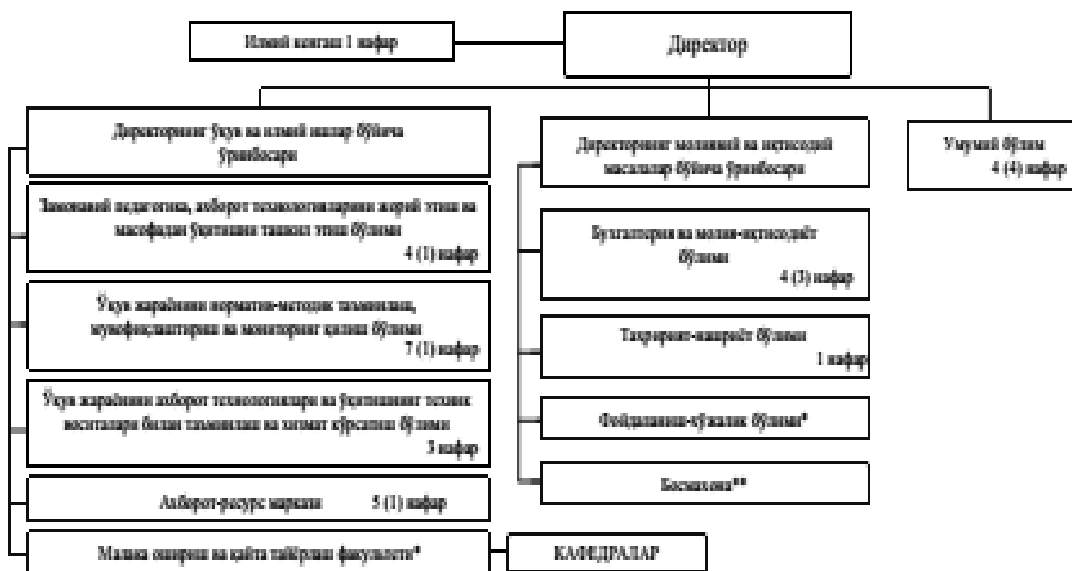 Илмий кенгаш 1 нафар
Директор
Директорнинг ўқув ва илмий ишлар бўйича
ўринбосари
Директорнинг молиявий ва иқтисодий
масалалар бўйича ўринбосари
Умумий бўлим
4 (4) нафар
Замонавий педагогика, ахборот технологияларини жорий этиш ва
масофадан ўқитишни ташкил этиш бўлими
4 (1) нафар
Бухгалтерия ва молия-иқтисодиёт
бўлими
4 (3) нафар
Ўқув жараёнини норматив-методик таъминлаш,
мувофиқлаштириш ва мониторинг қилиш бўлими
7 (1) нафар
Таҳририят-нашриёт бўлими
1 нафар
Ўқув жараёнини ахборот технологиялари ва ўқитишнинг техник
воситалари билан таъминлаш ва хизмат кўрсатиш бўлими
3 нафар
Фойдаланиш-хўжалик бўлими*
Босмахона**
Ахборот-ресурс маркази 5 (1) нафар
Малака ошириш ва қайта тайёрлаш факультети*
КАФЕДРАЛАР